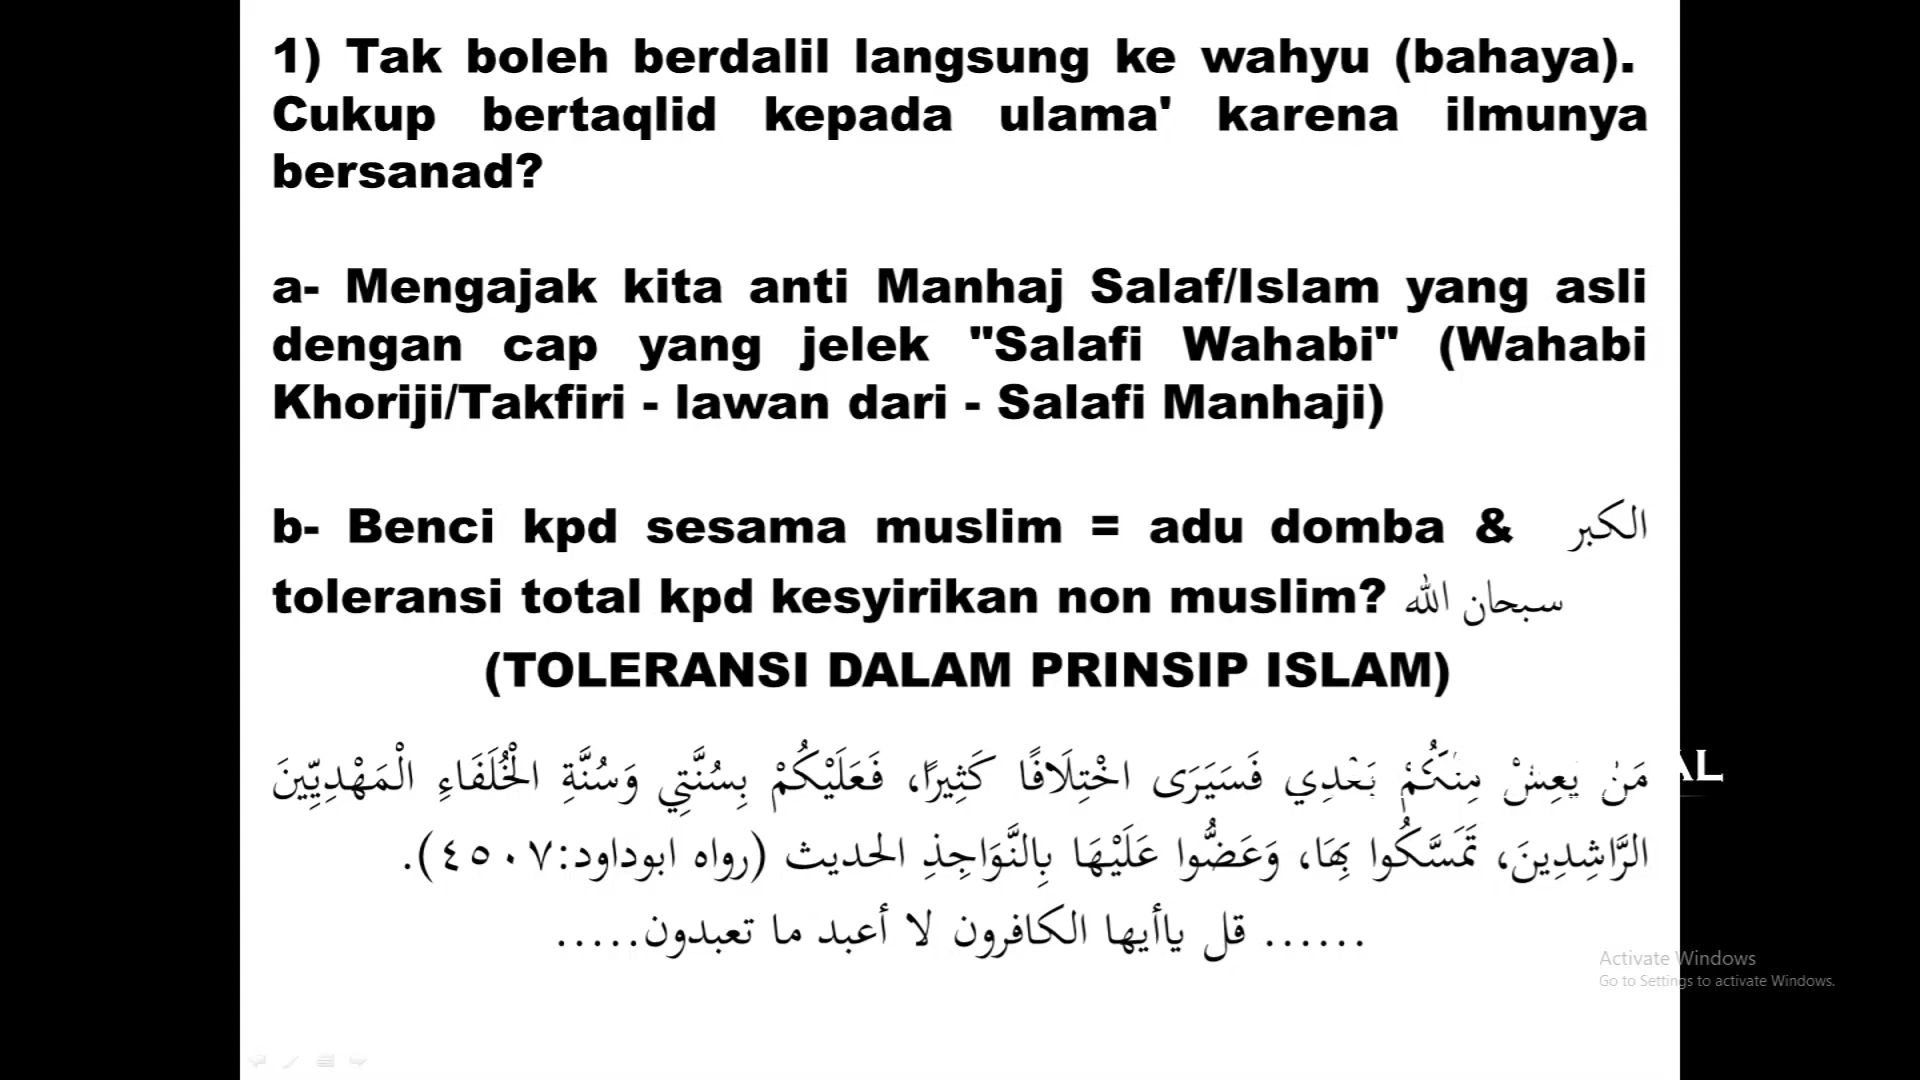 1) Tak boleh berdalil langsung ke wahyu (bahaya).
Cukup bertaqlid kepada ulama' karena ilmunya
bersanad?
a- Mengajak kita anti Manhaj Salaf/Islam yang asli
dengan cap yang jelek "Salafi Wahabi" (Wahabi
Khoriji/Takfiri - lawan dari - Salafi Manhaji)
b- Benci kpd sesama muslim = adu domba & الكبر
toleransi total kpd kesyirikan non muslim? سبحان الله
(TOLERANSI DALAM PRINSIP ISLAM)
مَنْ يَعِشْ مِنْكُمْ بَعْدِي فَسَيَرَى اخْتِلَافًا كَثِيرًا، فَعَلَيْكُمْ بِسُنَّتِي وَسُنَّةِ الْخُلَفَاءِ الْمَهْدِيِّينَ
الرَّاشِدِينَ، تَمَسَّكُوا بِهَا، وَعَضُّوا عَلَيْهَا بِالنَّوَاجِذِ الحديث (رواه ابوداود:٤٥٠٧).
...... قل ياأيها الكافرون لا أعبد ما تعبدون.....
Activate Windows
Go to Settings to activate Windows.